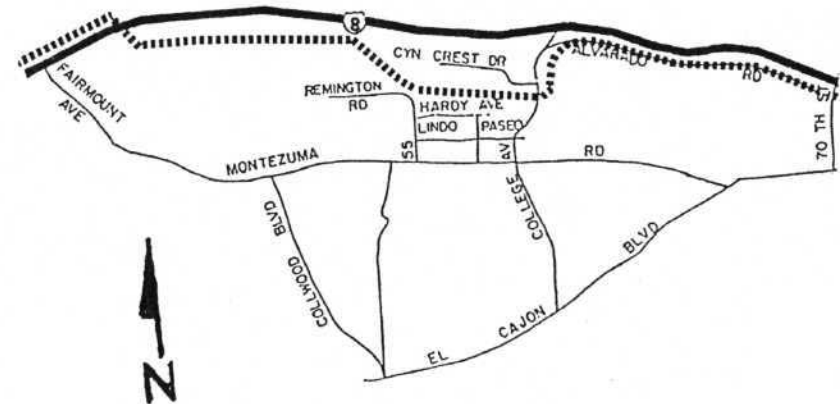 8
CYN CREST DR
ALVARADO
RD
FAIRMOUNT
AVE
REMINGTON
RD
HARDY AVE
LINDO PASEO
55
AV
70 TH ST
MONTEZUMA
RD
COLLWOOD BLVD
COLLEGE
BLVD
EL CAJON
N